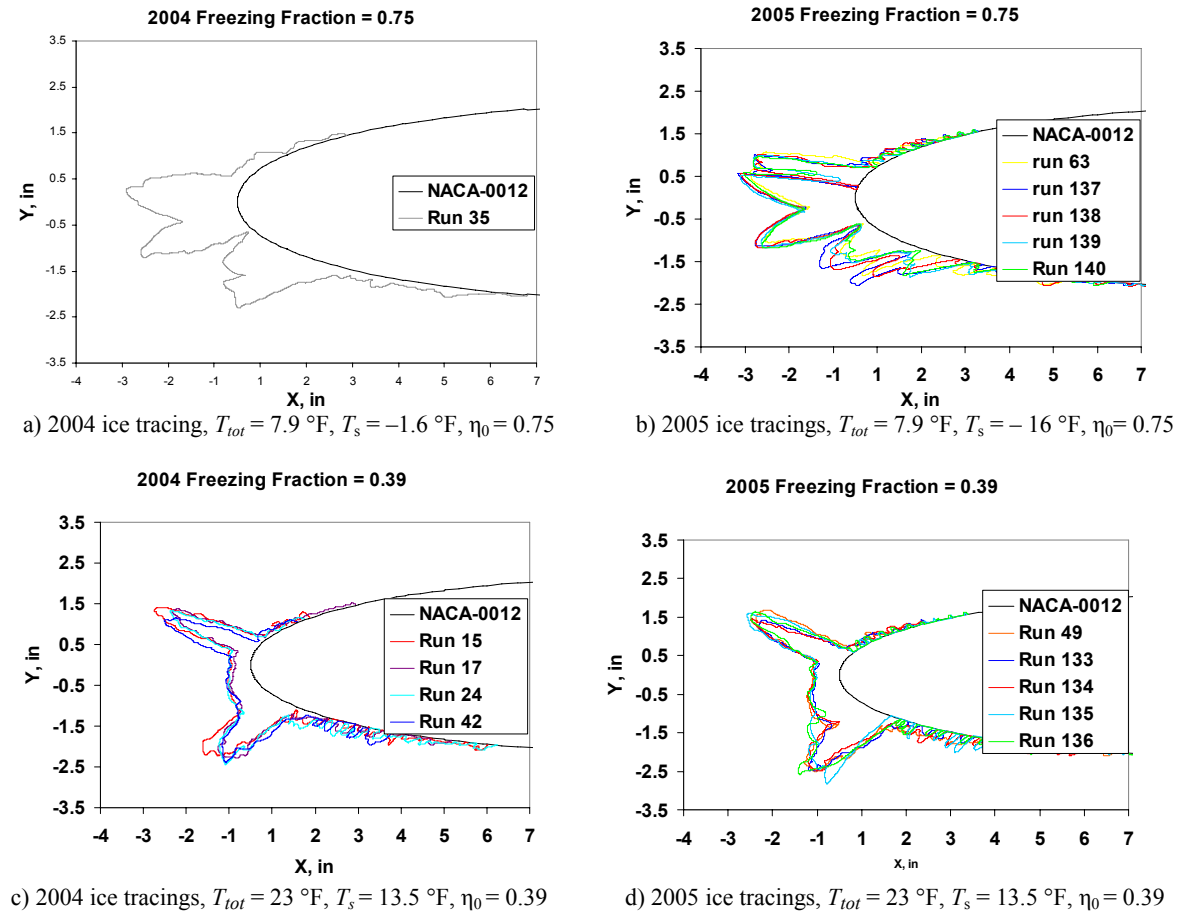 2004 Freezing Fraction = 0.75
3.5
2.5
1.5
0.5
-0.5
-1.5
-2.5
-3.5
Y, in
-4 -3 -2 -1 0 1 2 3 4 5 6 7
X, in
NACA-0012
Run 35
a) 2004 ice tracing, Ttot = 7.9 °F, Ts = –1.6 °F, η0 = 0.75
2005 Freezing Fraction = 0.75
3.5
2.5
1.5
0.5
-0.5
-1.5
-2.5
-3.5
Y, in
-4 -3 -2 -1 0 1 2 3 4 5 6 7
X, in
NACA-0012
run 63
run 137
run 138
run 139
Run 140
b) 2005 ice tracings, Ttot = 7.9 °F, Ts = – 16 °F, η0= 0.75
2004 Freezing Fraction = 0.39
3.5
2.5
1.5
0.5
-0.5
-1.5
-2.5
-3.5
Y, in
-4 -3 -2 -1 0 1 2 3 4 5 6 7
X, in
NACA-0012
Run 15
Run 17
Run 24
Run 42
c) 2004 ice tracings, Ttot = 23 °F, Ts = 13.5 °F, η0 = 0.39
2005 Freezing Fraction = 0.39
3.5
2.5
1.5
0.5
-0.5
-1.5
-2.5
-3.5
Y, in
-4 -3 -2 -1 0 1 2 3 4 5 6 7
X, in
NACA-0012
Run 49
Run 133
Run 134
Run 135
Run 136
d) 2005 ice tracings, Ttot = 23 °F, Ts = 13.5 °F, η0 = 0.39